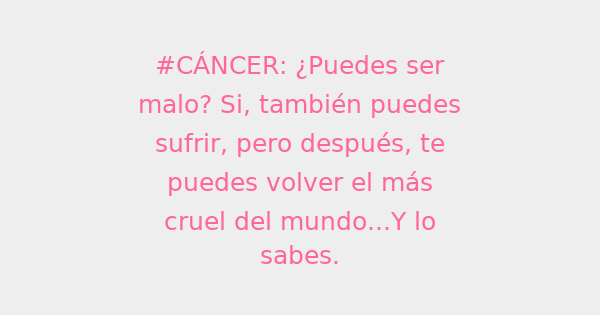 #CÁNCER: ¿Puedes ser
malo? Si, también puedes
sufrir, pero después, te
puedes volver el más
cruel del mundo...Y lo
sabes.